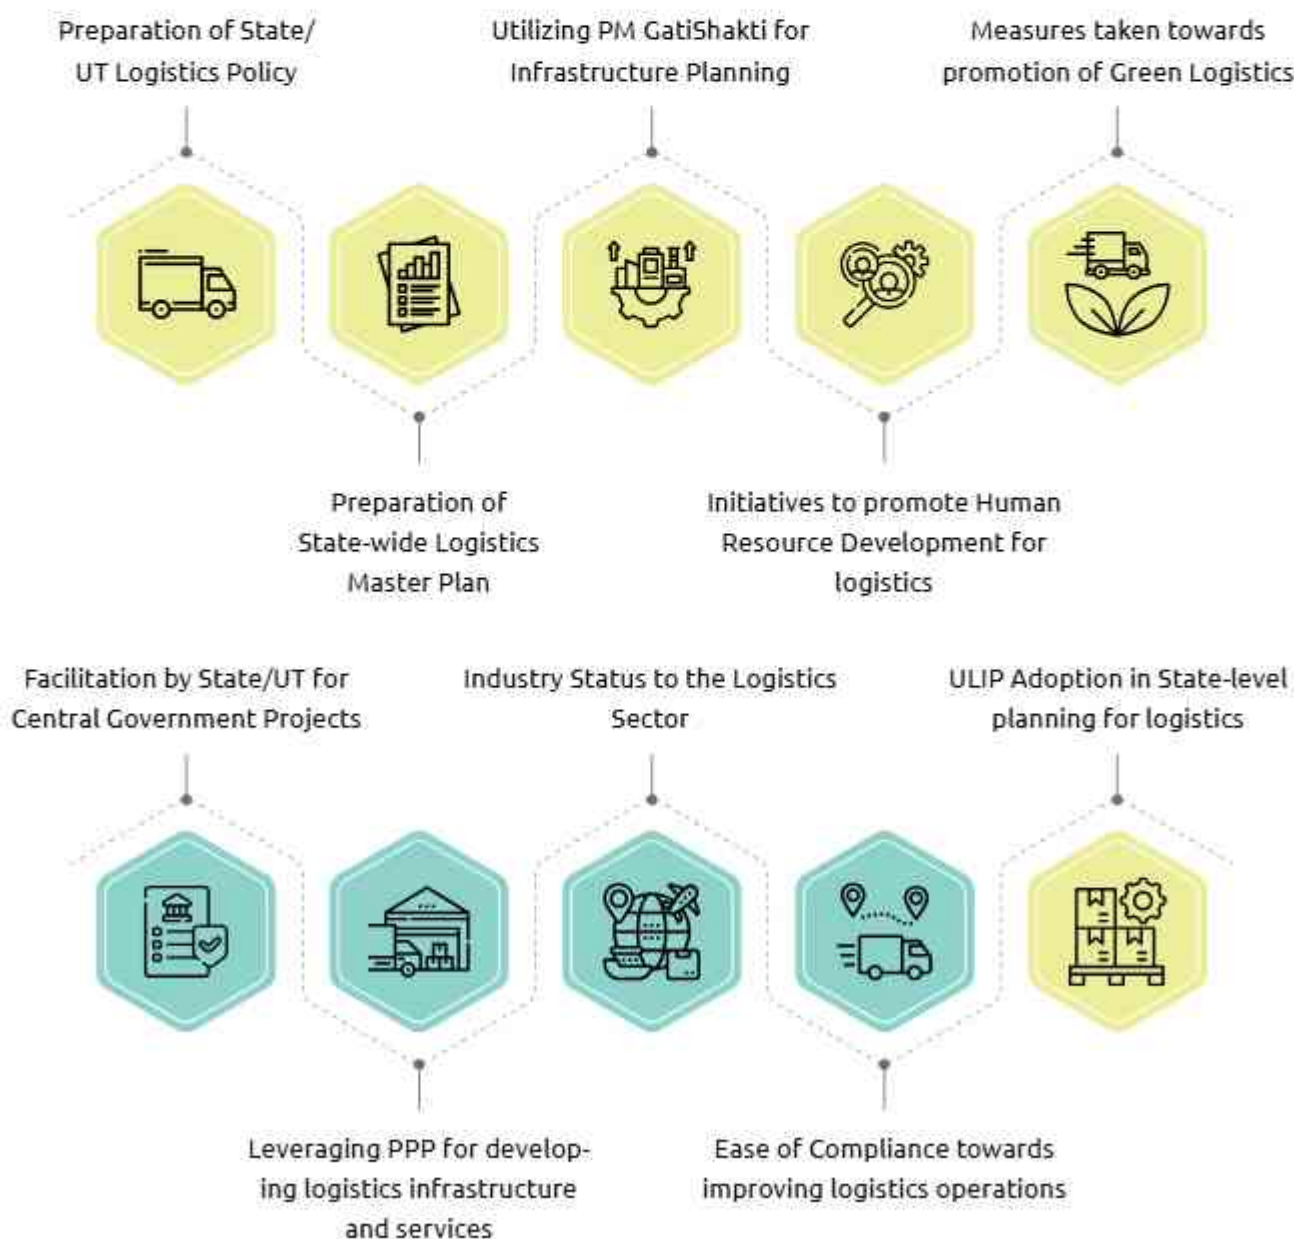 Preparation of State/
UT Logistics Policy
Utilizing PM GatiShakti for
Infrastructure Planning
Measures taken towards
promotion of Green Logistics
Preparation of
State-wide Logistics
Master Plan
Initiatives to promote Human
Resource Development for
logistics
Facilitation by State/UT for
Central Government Projects
Industry Status to the Logistics
Sector
ULIP Adoption in State-level
planning for logistics
Leveraging PPP for develop-
ing logistics infrastructure
and services
Ease of Compliance towards
improving logistics operations